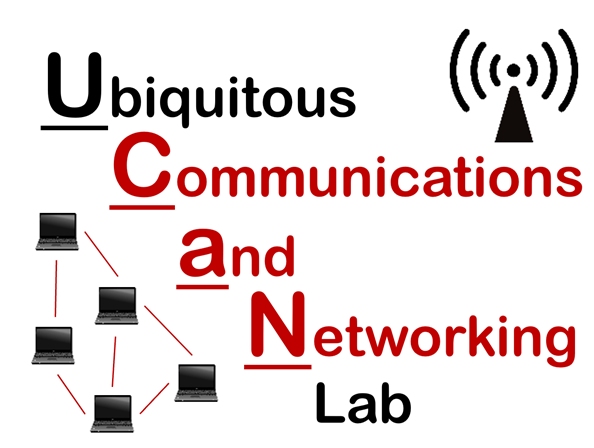 Ubiquitous
Communications
and
Networking
Lab